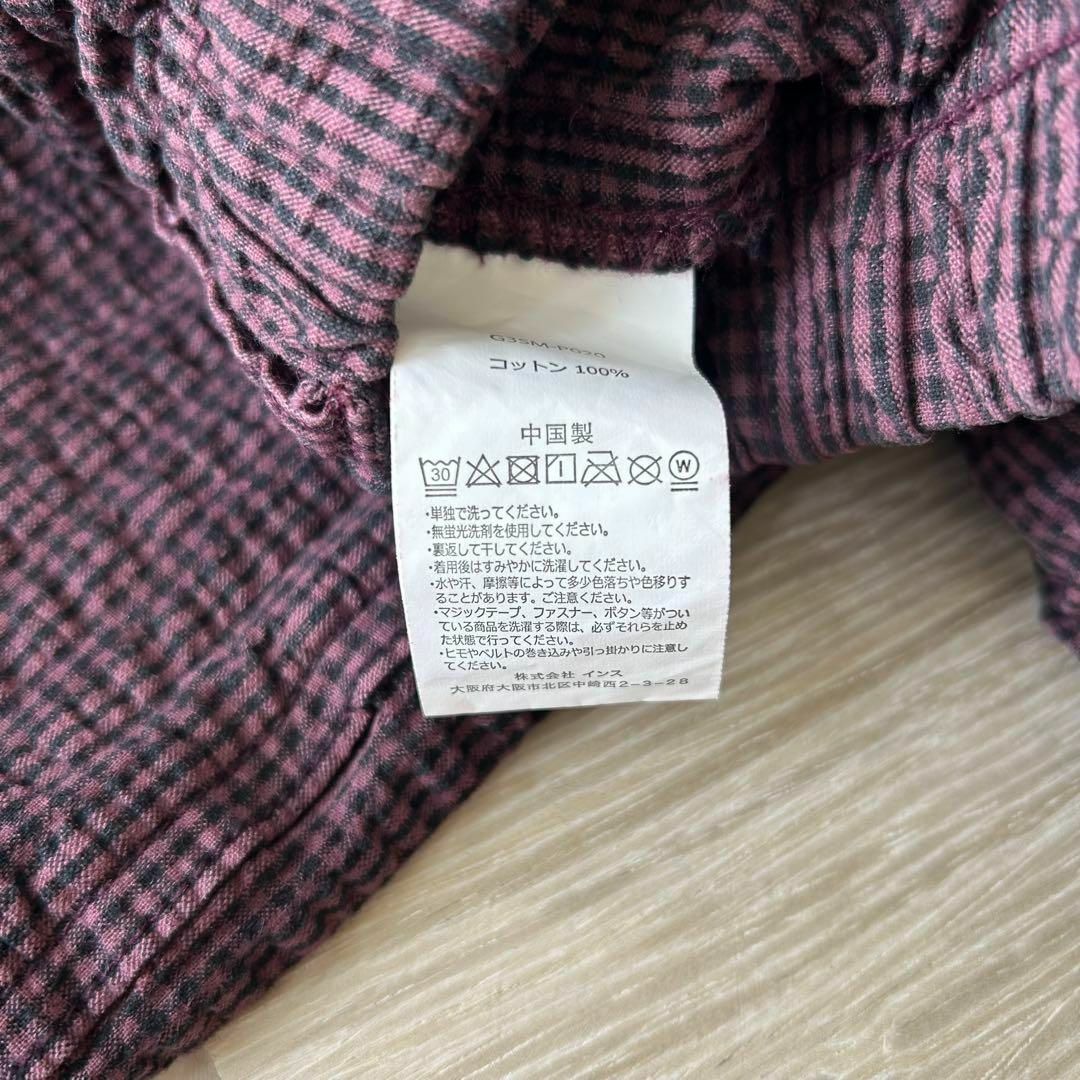 G3SM-P020
コットン 100%
中国製
30 W
・単独で洗ってください。
・無蛍光洗剤を使用してください。
・裏返して干してください。
・着用後はすみやかに洗濯してください。
・水や汗、摩擦等によって多少色落ちや色移りす
ることがあります。ご注意ください。
・マジックテープ、ファスナー、ボタン等がつい
ている商品を洗濯する際は、必ずそれらを止め
た状態で行ってください。
・ヒモやベルトの巻き込みや引っ掛かりに注意し
てください。
株式会社 インス
大阪府大阪市北区中崎西2-3-28